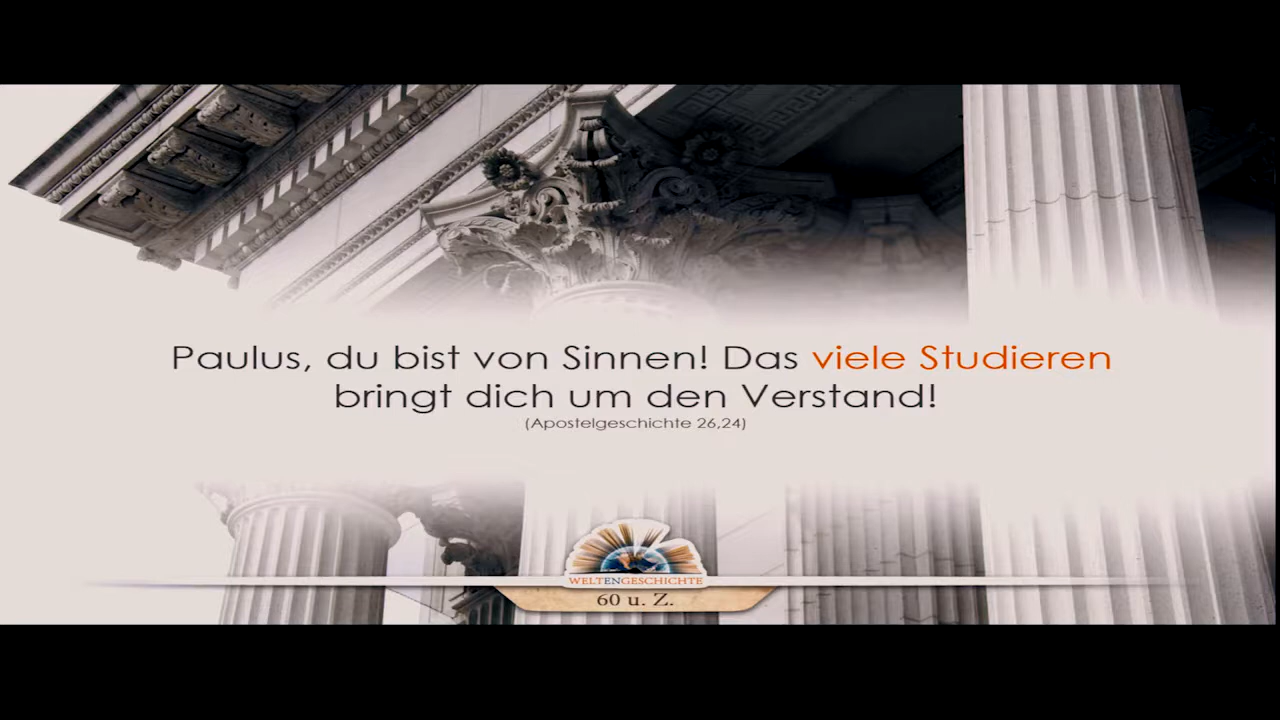 Paulus, du bist von Sinnen! Das viele Studieren
bringt dich um den Verstand!
(Apostelgeschichte 26,24)
WELTENGESCHICHTE
60 u. Z.